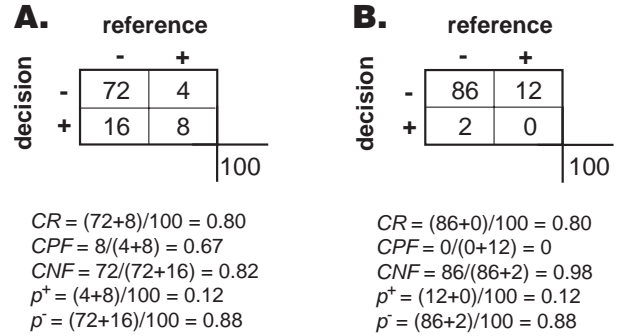 A.
reference
- +
decision
- 72 4
+ 16 8
100
CR = (72+8)/100 = 0.80
CPF = 8/(4+8) = 0.67
CNF = 72/(72+16) = 0.82
p+ = (4+8)/100 = 0.12
p- = (72+16)/100 = 0.88
B.
reference
- +
decision
- 86 12
+ 2 0
100
CR = (86+0)/100 = 0.80
CPF = 0/(0+12) = 0
CNF = 86/(86+2) = 0.98
p+ = (12+0)/100 = 0.12
p- = (86+2)/100 = 0.88